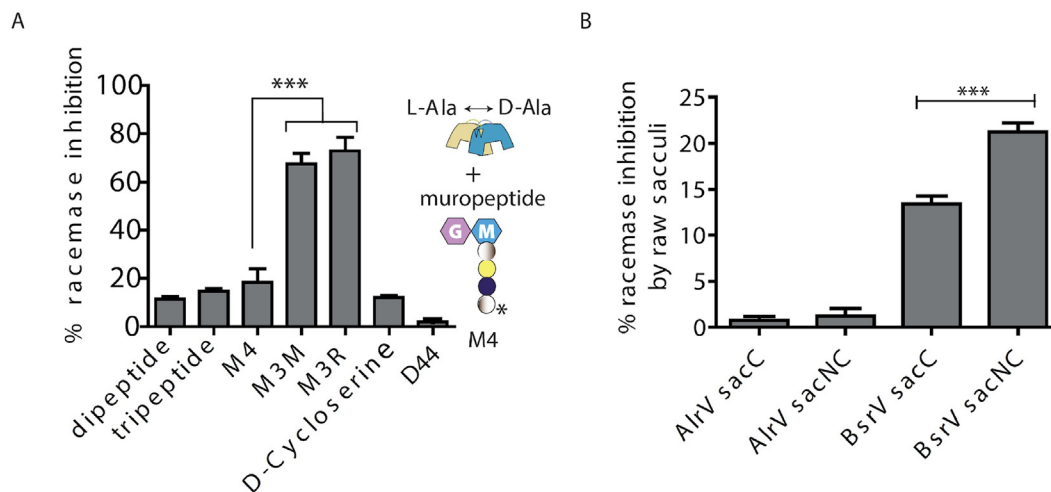 A
% racemase inhibition
100
80
60
40
20
0
***
dipeptide
tripeptide
M4
M3M
M3R
D-Cycloserine
D44
L-Ala ↔ D-Ala
+
muropeptide
G M
*
M4
B
% racemase inhibition
by raw sacculi
25
20
15
10
5
0
***
AlrV sacC
AlrV sacNC
BsrV sacC
BsrV sacNC